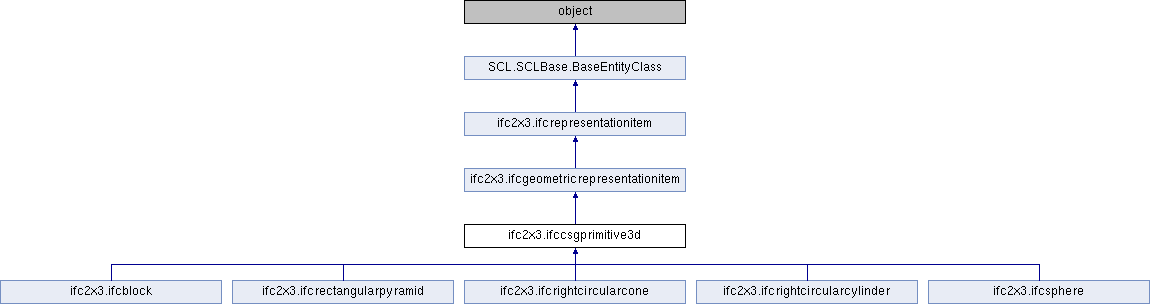 object
SCL.SCLBase.BaseEntityClass
ifc2x3.ifcrepresentationitem
ifc2x3.ifcgeometricrepresentationitem
ifc2x3.ifccsgprimitive3d
ifc2x3.ifcblock
ifc2x3.ifcrectangularpyramid
ifc2x3.ifcrightcircularcone
ifc2x3.ifcrightcircularcylinder
ifc2x3.ifcsphere